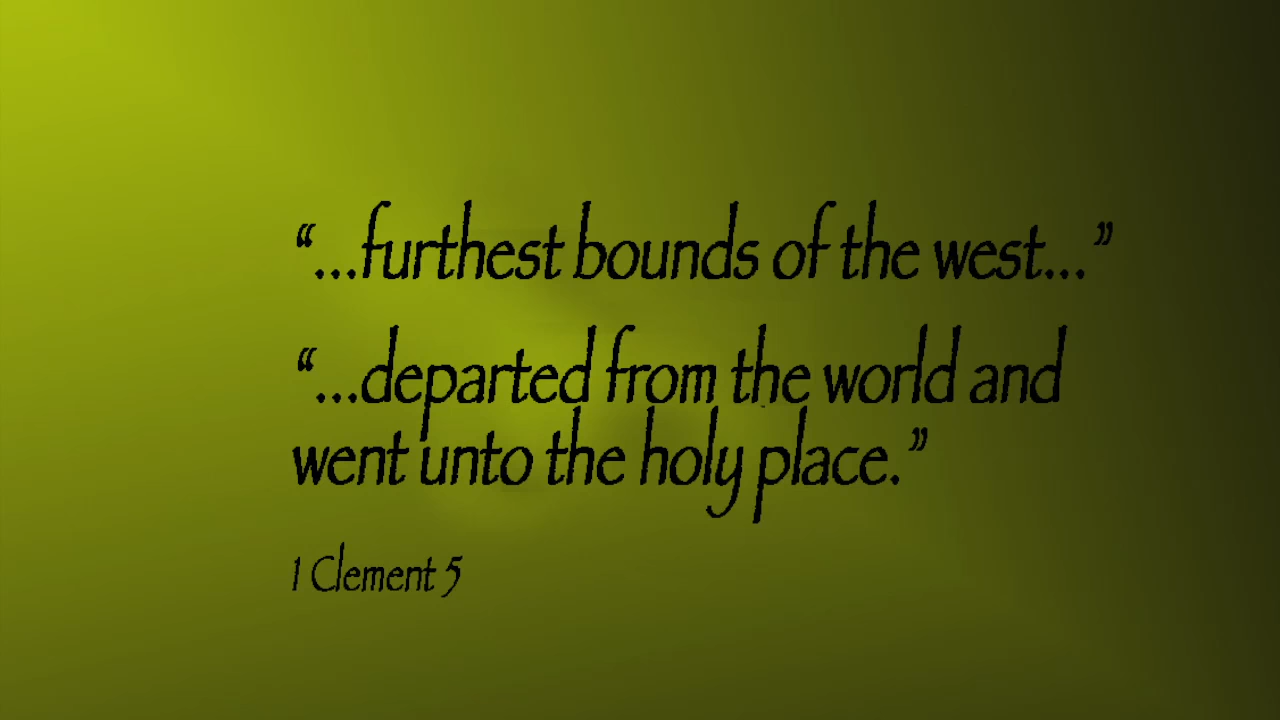 “...furthest bounds of the west...”
“...departed from the world and
went unto the holy place.”
1 Clement 5